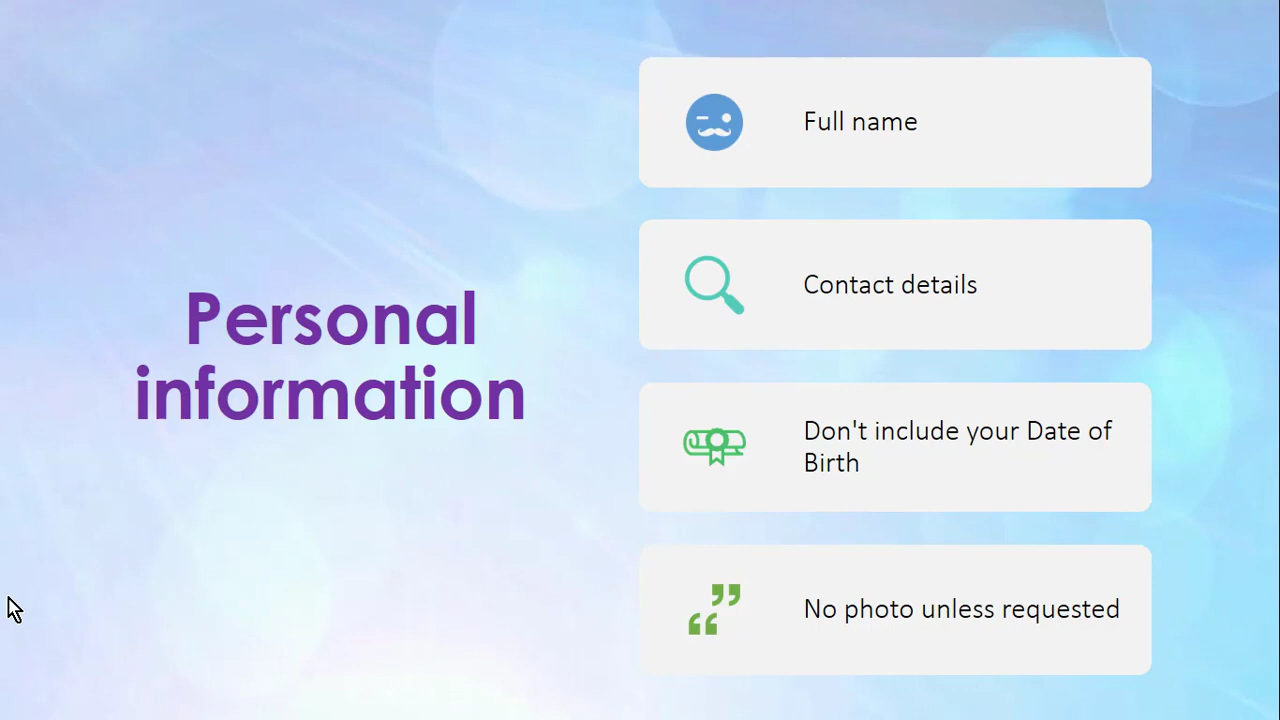 Personal
information
Full name
Contact details
Don't include your Date of
Birth
No photo unless requested